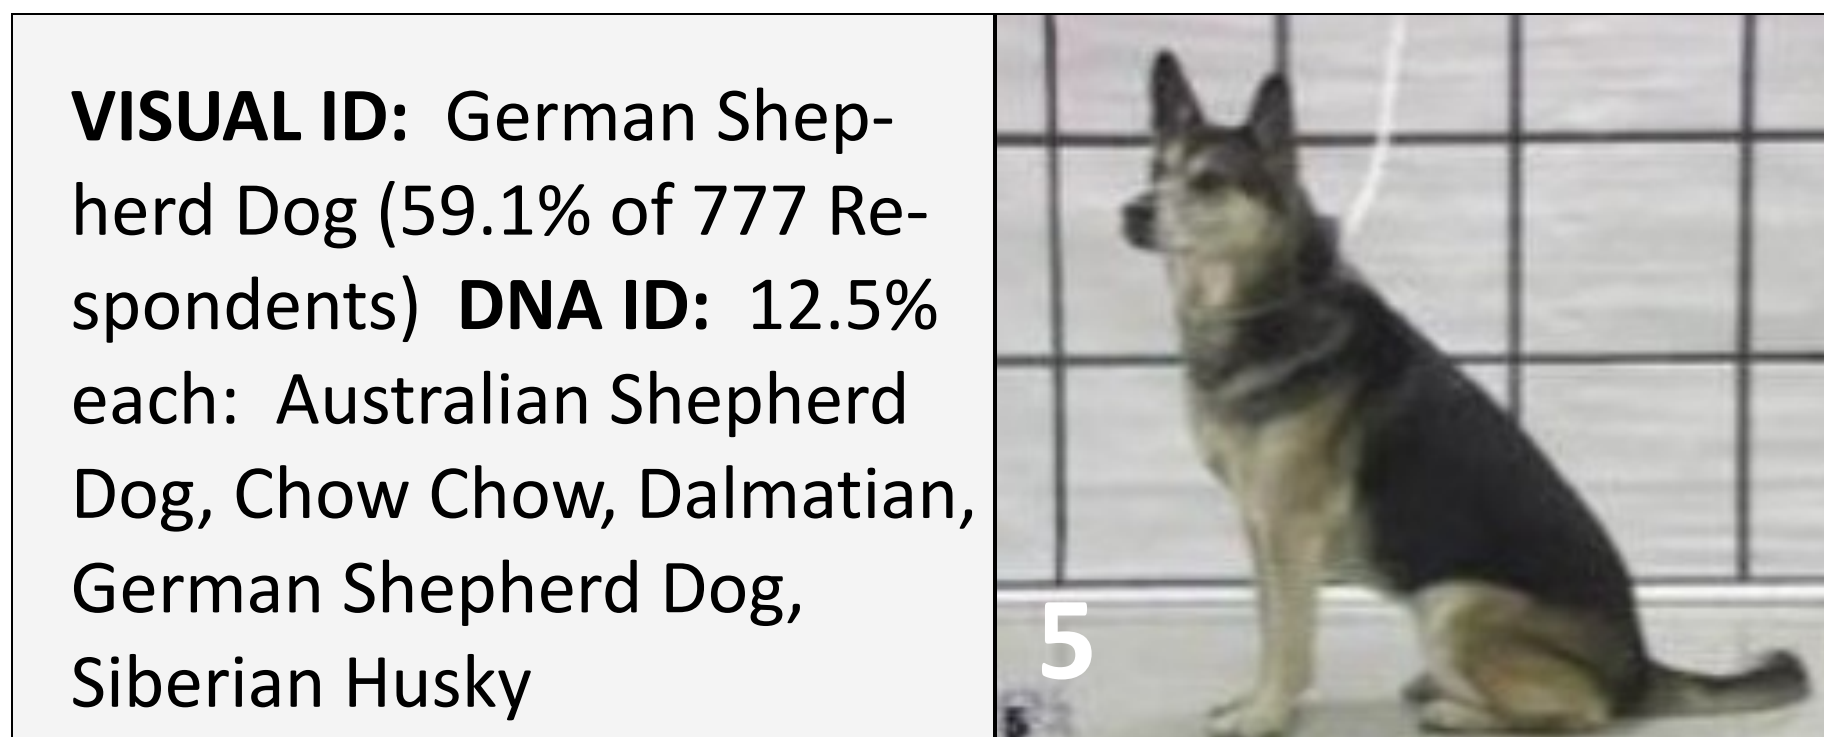 VISUAL ID:  German Shep-
herd Dog (59.1% of 777 Re-
spondents)  DNA ID:  12.5%
each:  Australian Shepherd
Dog, Chow Chow, Dalmatian,
German Shepherd Dog,
Siberian Husky
5